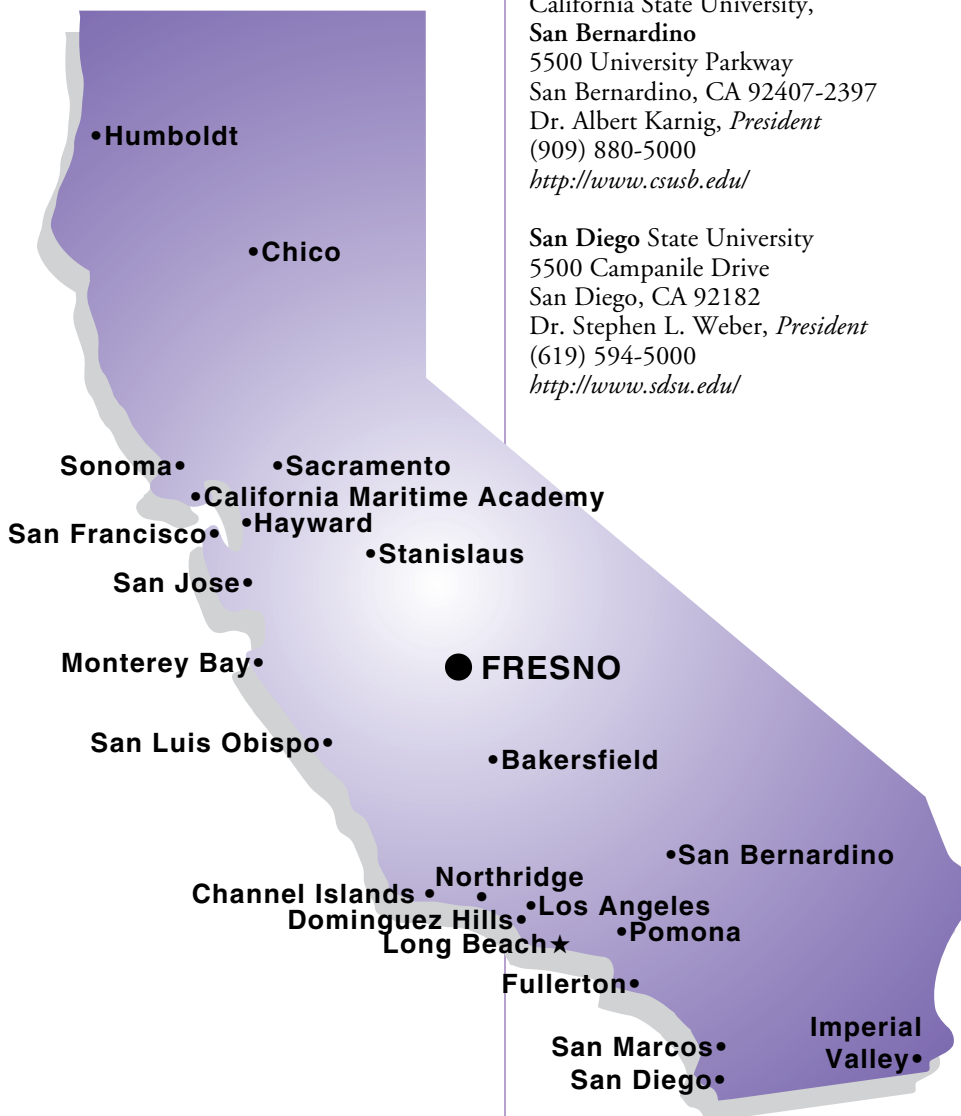 California State University,
San Bernardino
5500 University Parkway
San Bernardino, CA 92407-2397
Dr. Albert Karnig, President
(909) 880-5000
http://www.csusb.edu/
San Diego State University
5500 Campanile Drive
San Diego, CA 92182
Dr. Stephen L. Weber, President
(619) 594-5000
http://www.sdsu.edu/
•Humboldt
•Chico
Sonoma•
•Sacramento
•California Maritime Academy
•Hayward
San Francisco•
•Stanislaus
San Jose•
Monterey Bay•
● FRESNO
San Luis Obispo•
•Bakersfield
•San Bernardino
Northridge
Channel Islands •
•Los Angeles
Dominguez Hills•
•Pomona
Long Beach★
Fullerton•
Imperial
Valley•
San Marcos•
San Diego•